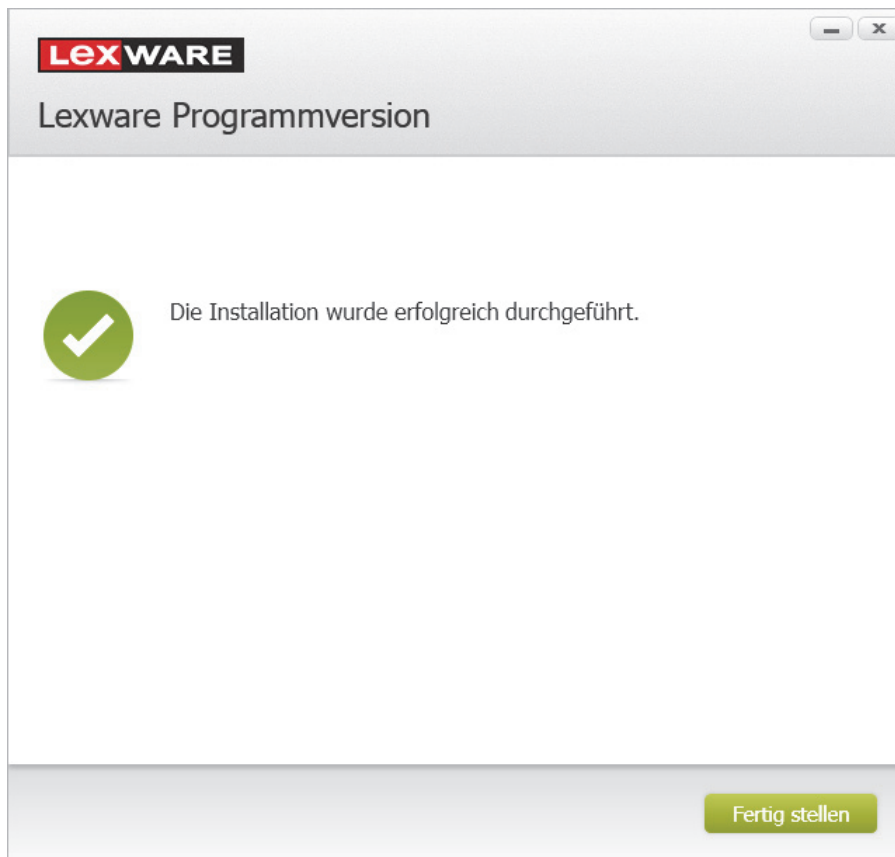 LexWARE
Lexware Programmversion
Die Installation wurde erfolgreich durchgeführt.
Fertig stellen